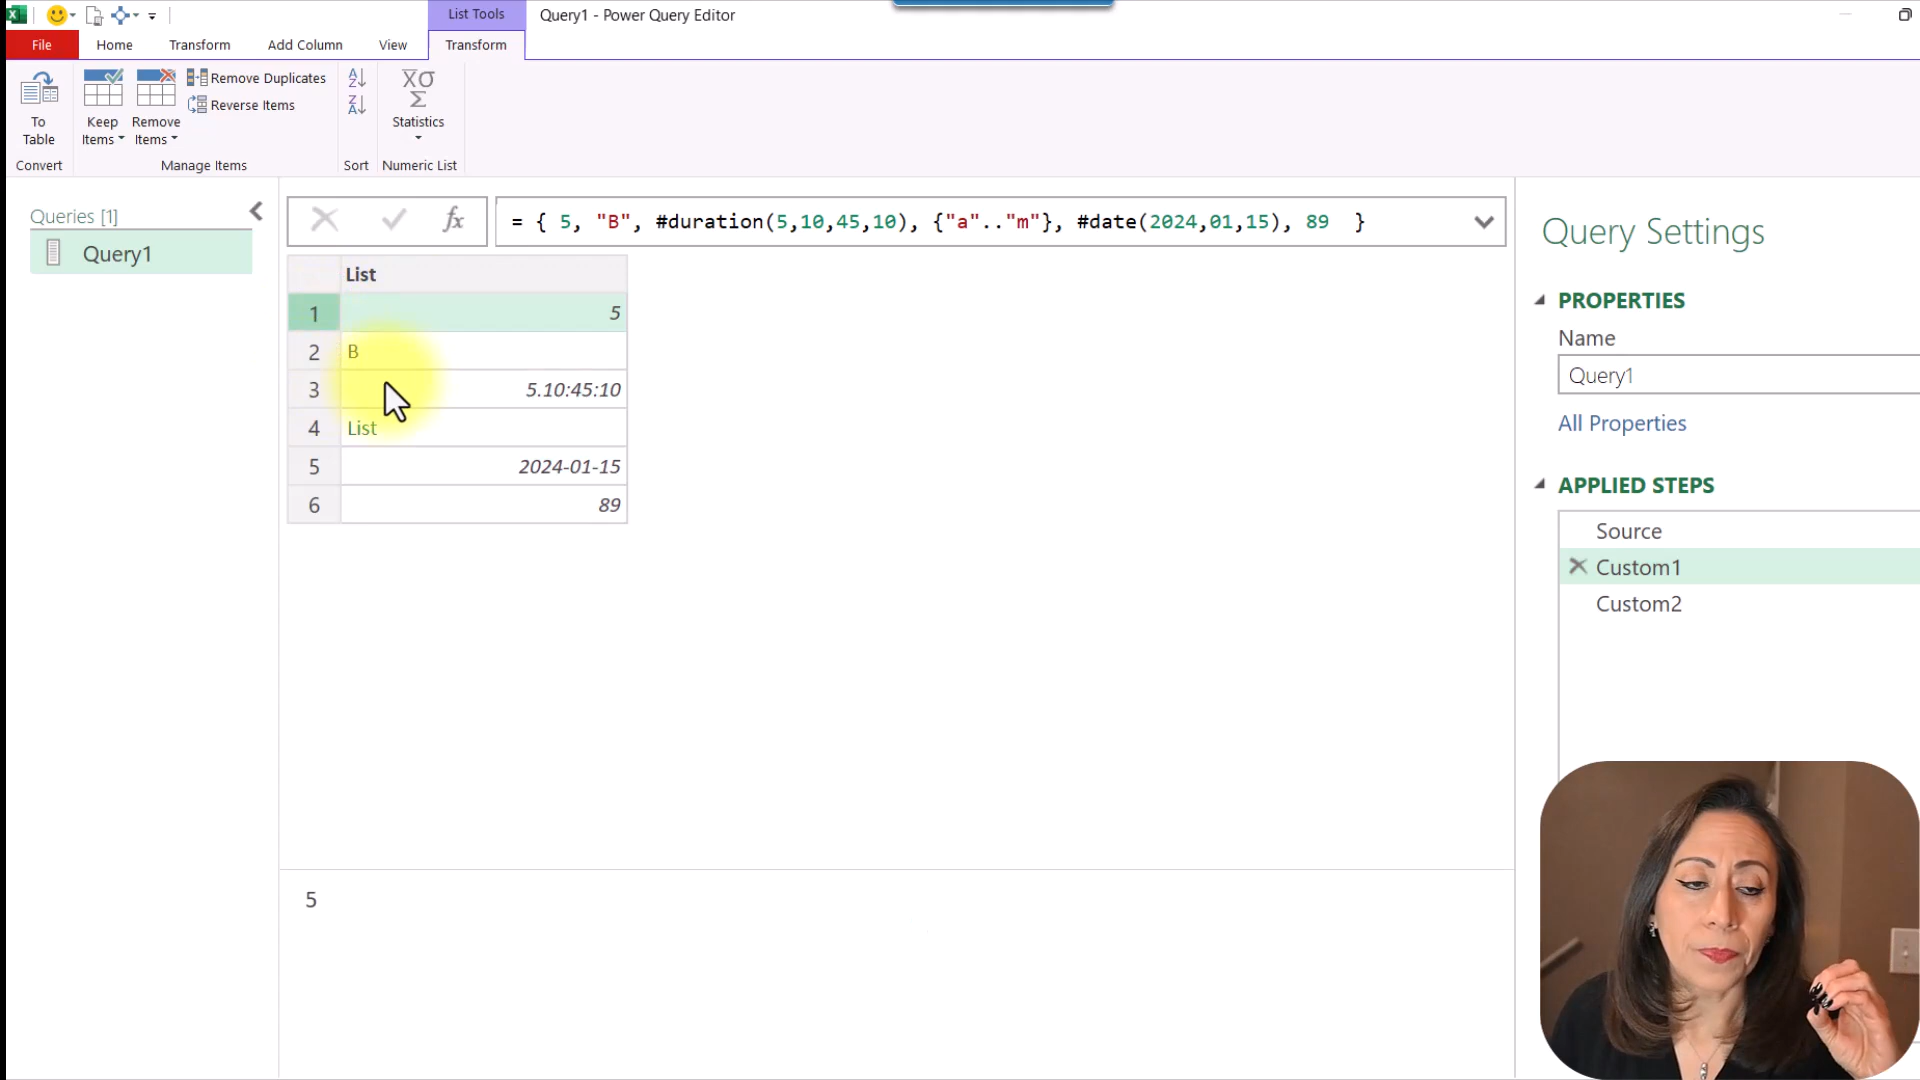 List Tools
Query1 - Power Query Editor
File
Home
Transform
Add Column
View
Transform
To Table
Keep Items
Remove Items
Remove Duplicates
Reverse Items
Statistics
Convert
Manage Items
Sort
Numeric List
Queries [1]
Query1
fx
= { 5, "B", #duration(5,10,45,10), {"a".."m"}, #date(2024,01,15), 89 }
List
1 5
2 B
3 5.10:45:10
4 List
5 2024-01-15
6 89
5
Query Settings
PROPERTIES
Name
Query1
All Properties
APPLIED STEPS
Source
Custom1
Custom2